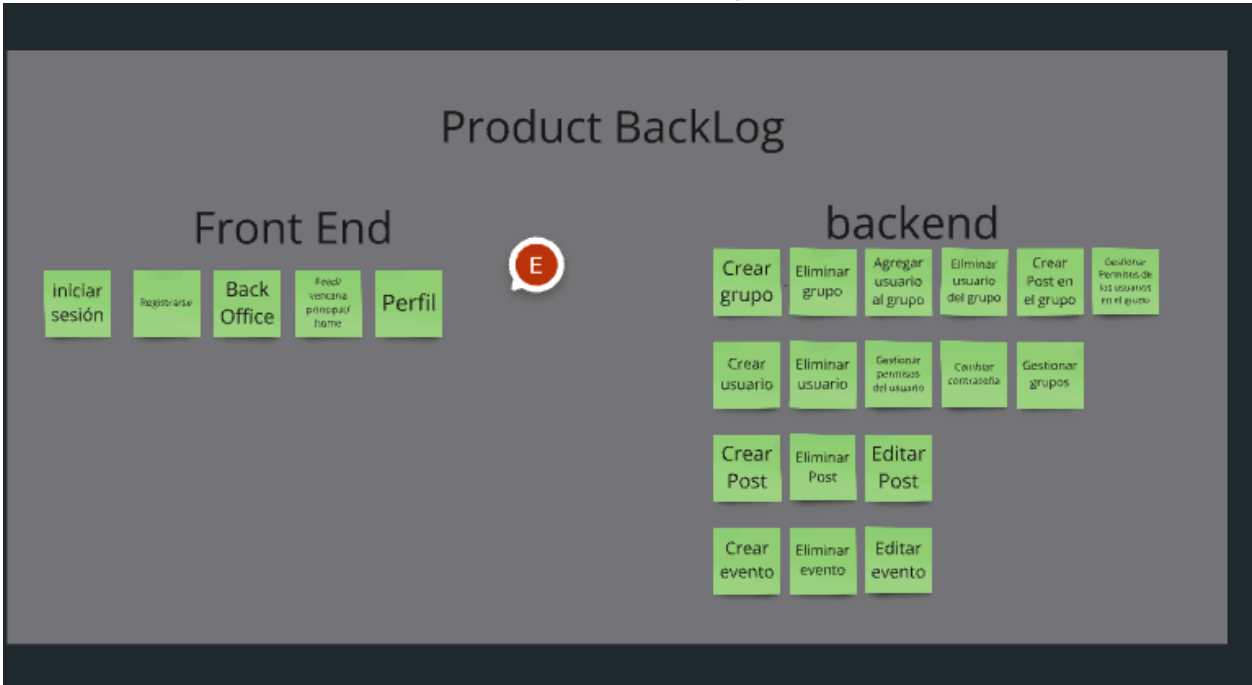 Product BackLog
Front End
backend
iniciar
sesión
Registrarse
Back
Office
Feed/
ventana
principal/
home
Perfil
E
Crear
grupo
Eliminar
grupo
Agregar
usuario
al grupo
Eliminar
usuario
del grupo
Crear
Post en
el grupo
Gestionar
Permisos de
los usuarios
en el grupo
Crear
usuario
Eliminar
usuario
Gestionar
permisos
del usuario
Cambiar
contraseña
Gestionar
grupos
Crear
Post
Eliminar
Post
Editar
Post
Crear
evento
Eliminar
evento
Editar
evento